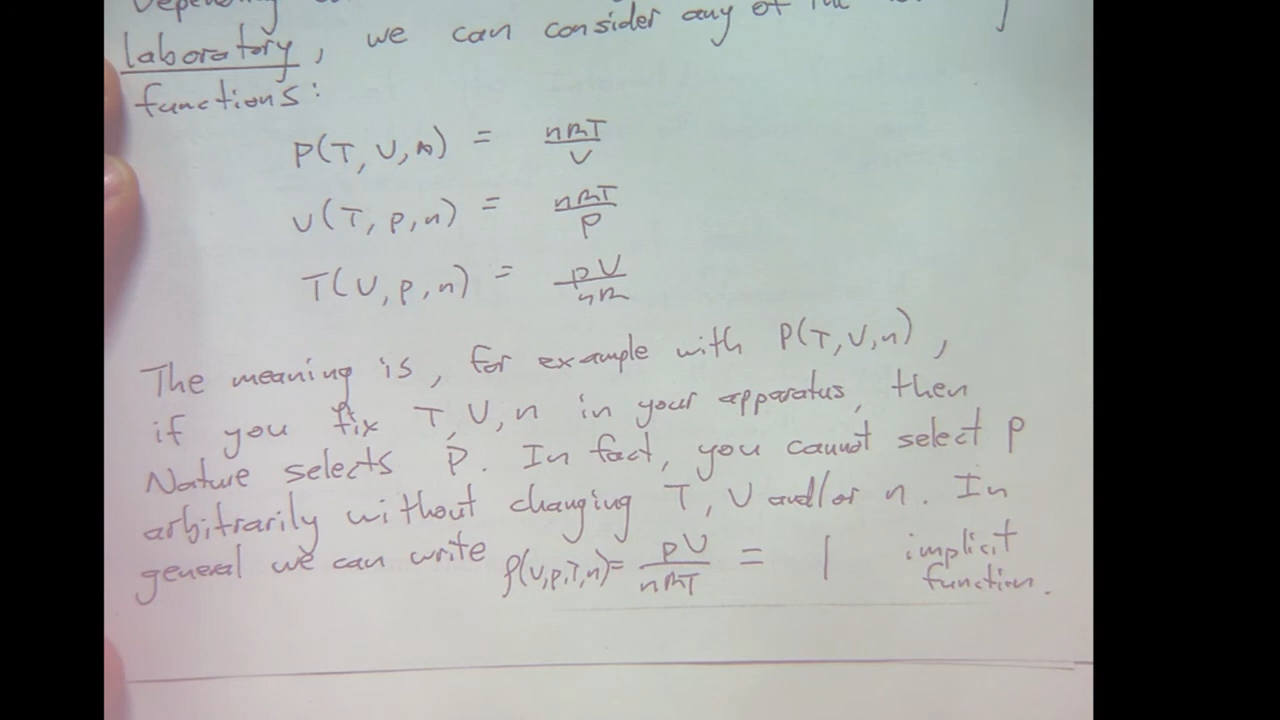 Depending
laboratory, we can consider any of the
functions:
P(T, V, n) = nRT/V
V(T, p, n) = nRT/P
T(V, p, n) = pV/nR
The meaning is, for example with P(T,V,n),
if you fix T, V, n in your apparatus, then
Nature selects P. In fact, you cannot select P
arbitrarily without changing T, V and/or n. In
general we can write f(V,p,T,n)= pV/nRT = 1 implicit function.